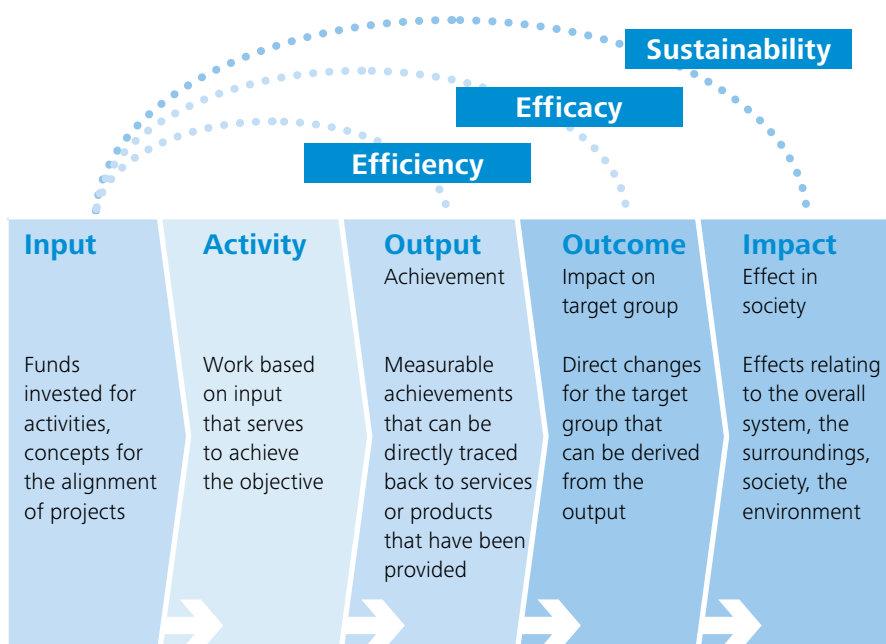 Sustainability
Efficacy
Efficiency
Input
Funds
invested for
activities,
concepts for
the alignment
of projects
Activity
Work based
on input
that serves
to achieve
the objective
Output
Achievement
Measurable
achievements
that can be
directly traced
back to services
or products
that have been
provided
Outcome
Impact on
target group
Direct changes
for the target
group that
can be derived
from the
output
Impact
Effect in
society
Effects relating
to the overall
system, the
surroundings,
society, the
environment